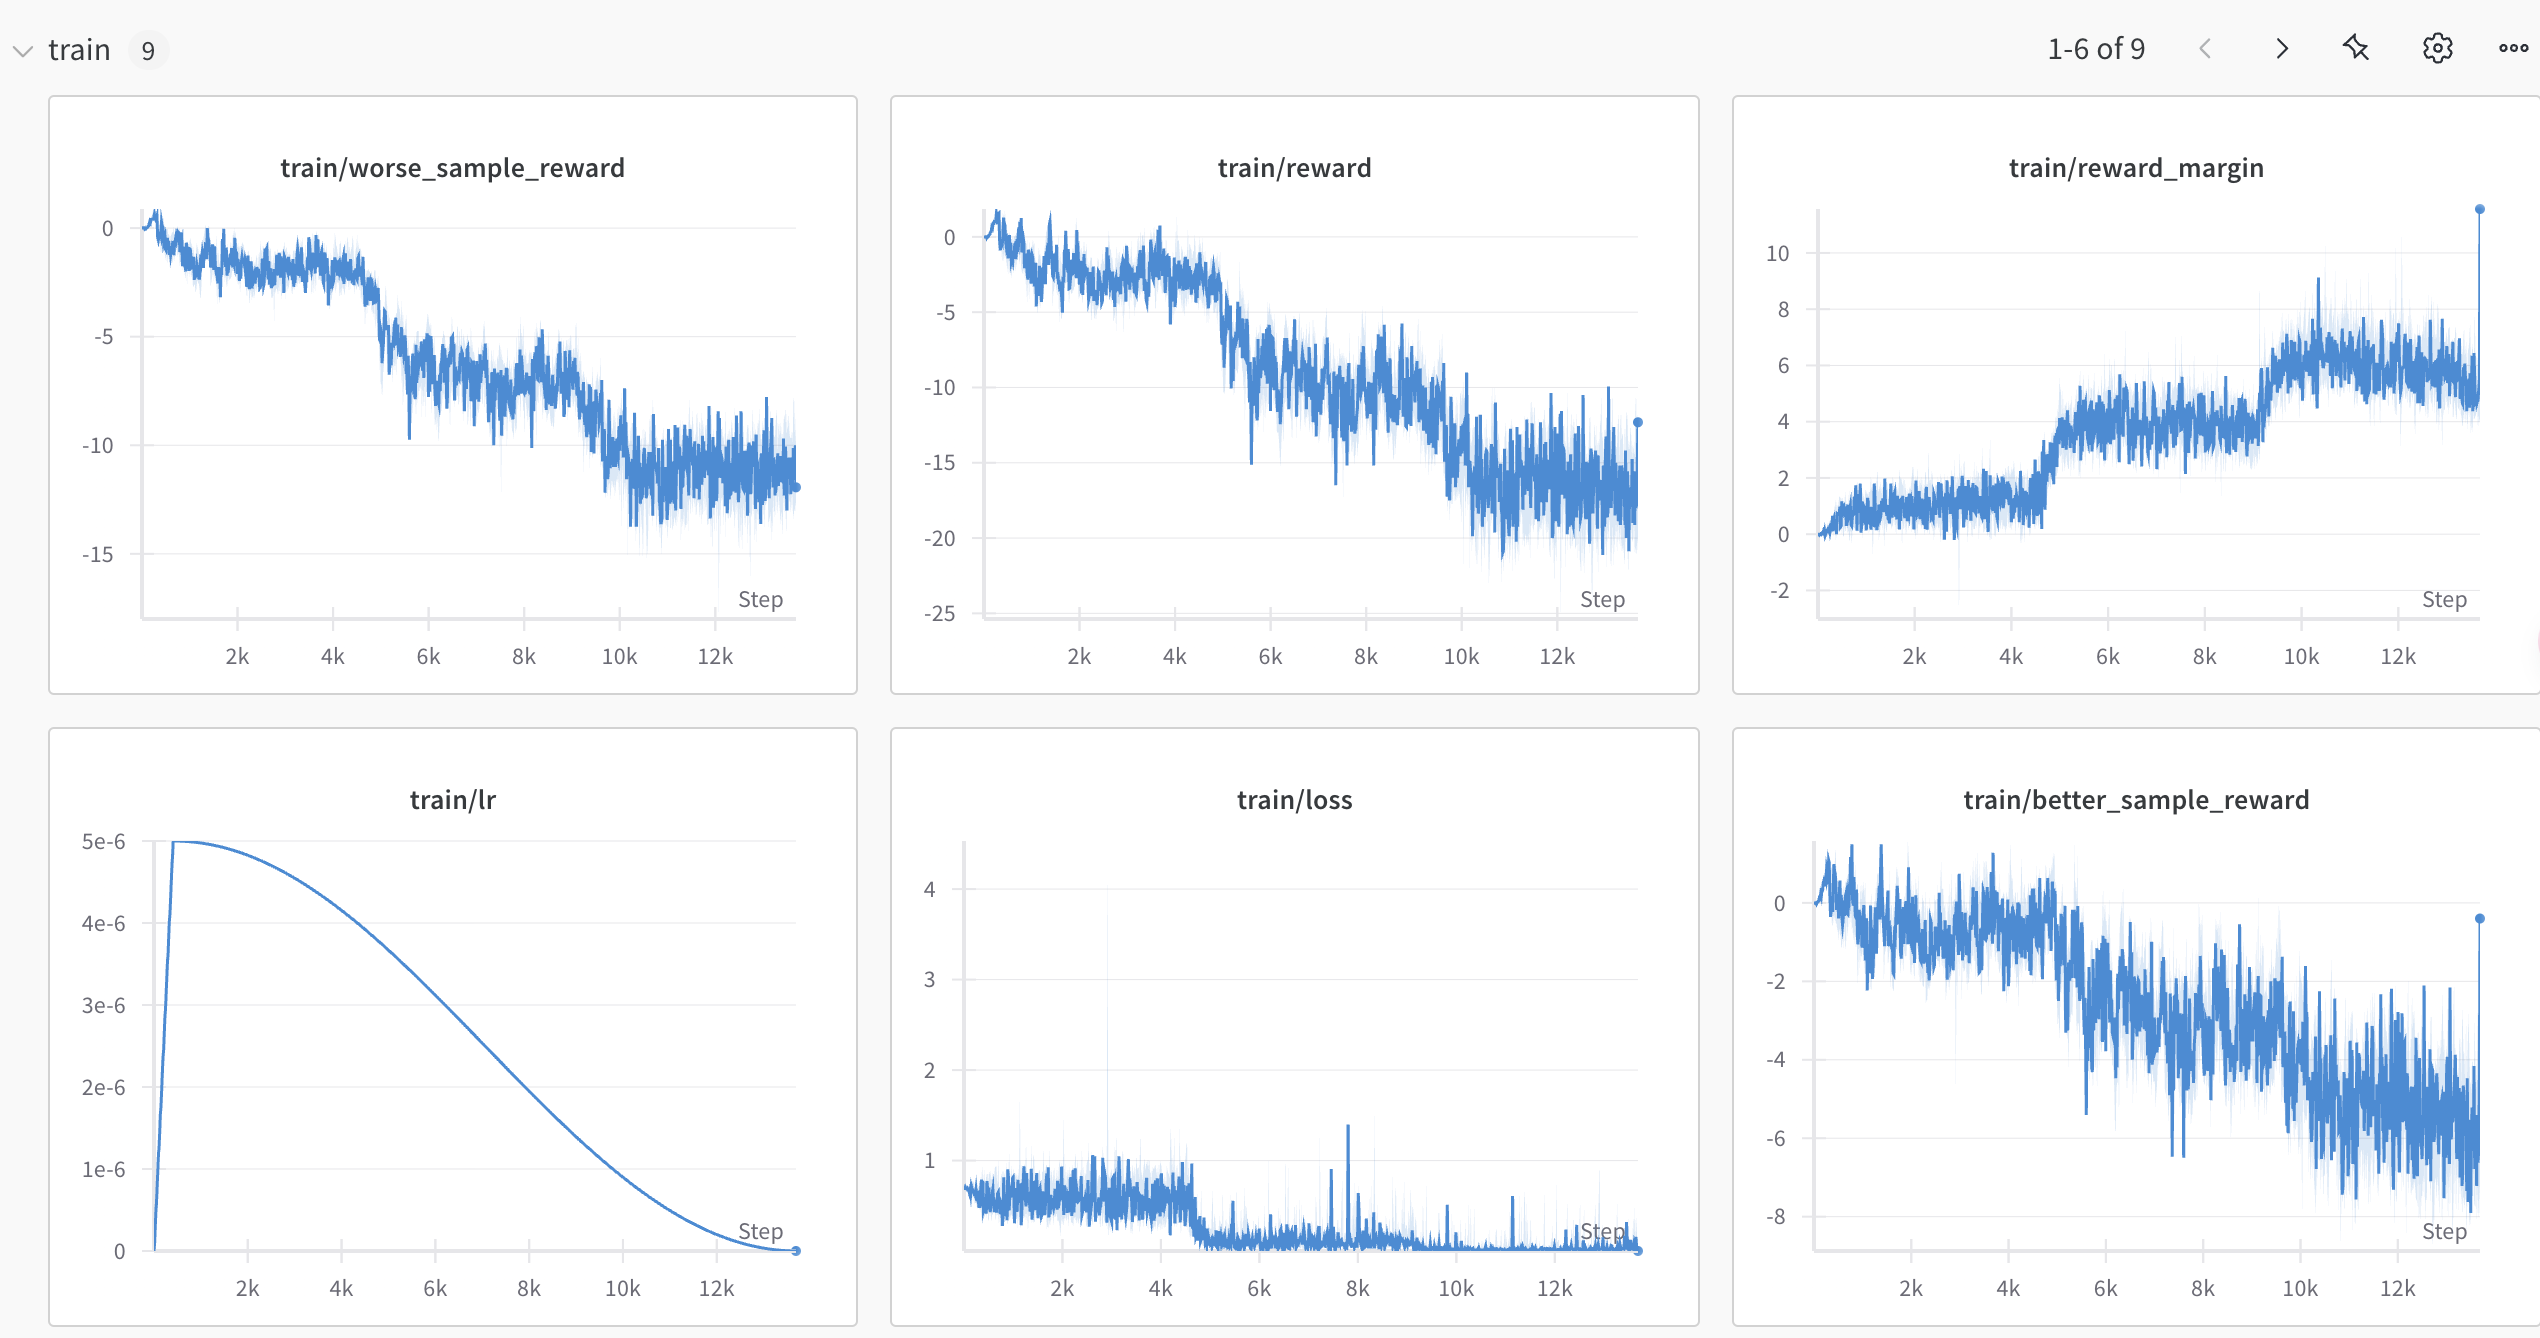 train 9
1-6 of 9
train/worse_sample_reward
0
-5
-10
-15
Step
2k 4k 6k 8k 10k 12k
train/reward
0
-5
-10
-15
-20
-25
Step
2k 4k 6k 8k 10k 12k
train/reward_margin
10
8
6
4
2
0
-2
Step
2k 4k 6k 8k 10k 12k
train/lr
5e-6
4e-6
3e-6
2e-6
1e-6
0
Step
2k 4k 6k 8k 10k 12k
train/loss
4
3
2
1
Step
2k 4k 6k 8k 10k 12k
train/better_sample_reward
0
-2
-4
-6
-8
Step
2k 4k 6k 8k 10k 12k